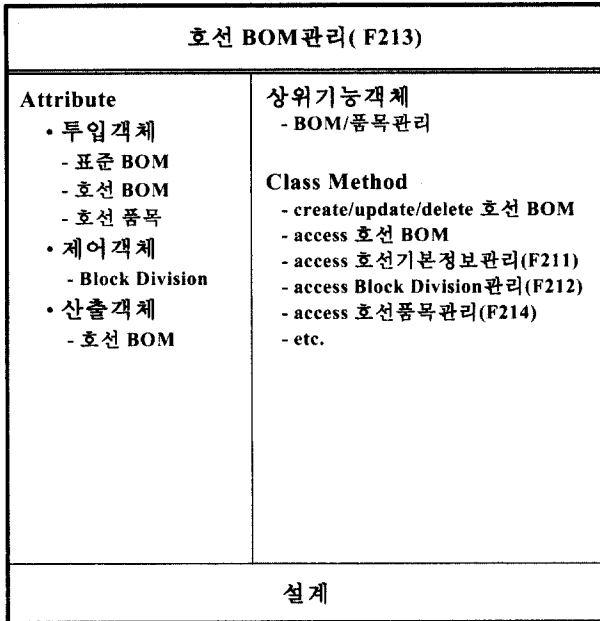 호선 BOM관리( F213)
Attribute
• 투입객체
- 표준 BOM
- 호선 BOM
- 호선 품목
• 제어객체
- Block Division
• 산출객체
- 호선 BOM
상위기능객체
- BOM/품목관리
Class Method
- create/update/delete 호선 BOM
- access 호선 BOM
- access 호선기본정보관리(F211)
- access Block Division관리(F212)
- access 호선품목관리(F214)
- etc.
설계